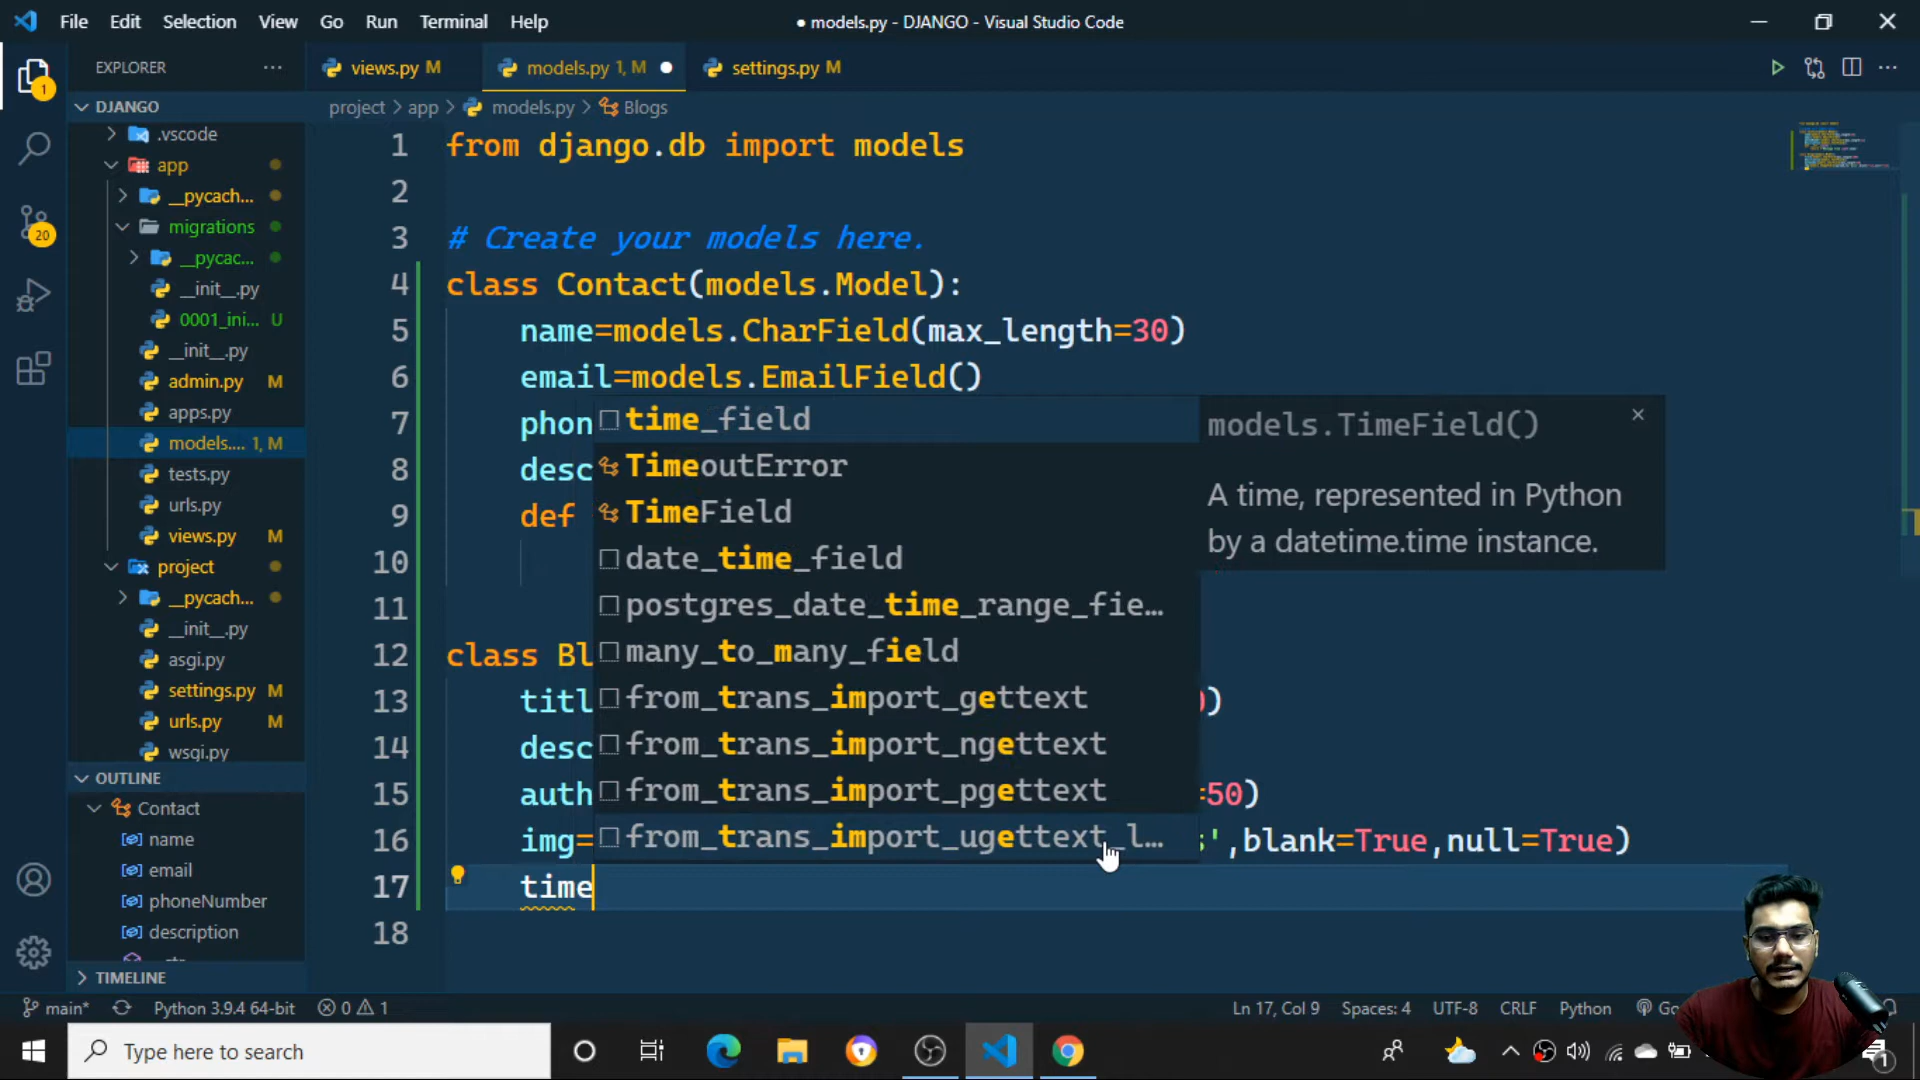 File Edit Selection View Go Run Terminal Help
● models.py - DJANGO - Visual Studio Code
EXPLORER ···
views.py M
models.py 1, M ●
settings.py M
DJANGO
project > app > models.py > Blogs
.vscode
app
__pycach...
migrations
__pycac...
__init__.py
0001_ini... U
__init__.py
admin.py M
apps.py
models.... 1, M
tests.py
urls.py
views.py M
project
__pycach...
__init__.py
asgi.py
settings.py M
urls.py M
wsgi.py
OUTLINE
Contact
name
email
phoneNumber
description
TIMELINE
1 from django.db import models
2
3 # Create your models here.
4 class Contact(models.Model):
5 name=models.CharField(max_length=30)
6 email=models.EmailField()
7 phon
8 desc
9 def
10
11
12 class Bl
13 titl )
14 desc
15 auth =50)
16 img= s',blank=True,null=True)
17 time
18
time_field
TimeoutError
TimeField
date_time_field
postgres_date_time_range_fie...
many_to_many_field
from_trans_import_gettext
from_trans_import_ngettext
from_trans_import_pgettext
from_trans_import_ugettext_l...
models.TimeField()
A time, represented in Python
by a datetime.time instance.
1
20
main* Python 3.9.4 64-bit 0 1 Ln 17, Col 9 Spaces: 4 UTF-8 CRLF Python Go
Type here to search
1